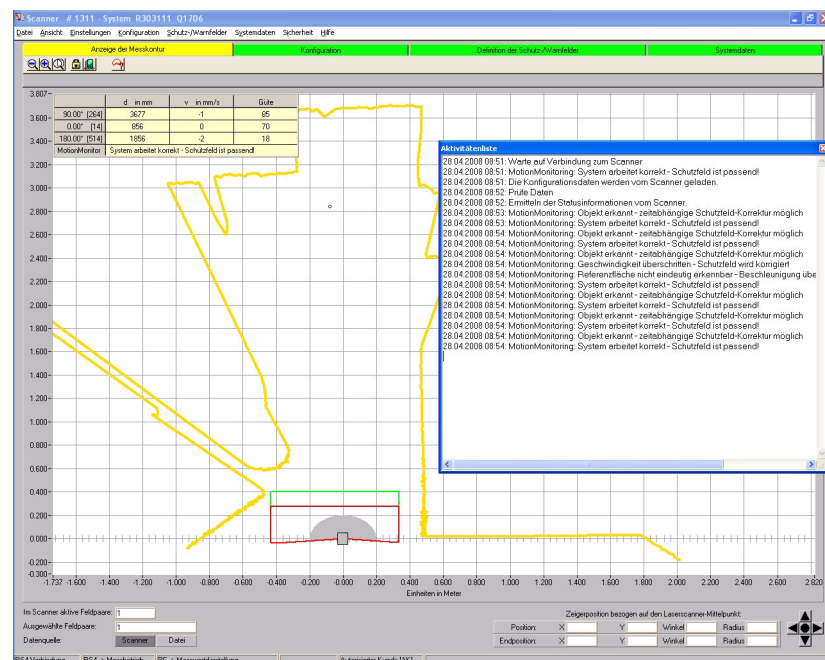 Scanner # 1311 - System R303111 Q1706
Datei Ansicht Einstellungen Konfiguration Schutz-/Warnfelder Systemdaten Sicherheit Hilfe
Anzeige der Messkontur Konfiguration Definition der Schutz-/Warnfelder Systemdaten
d in mm v in mm/s Güte
90.00° [264] 3677 -1 85
0.00° [14] 856 0 70
180.00° [514] 1856 -2 18
MotionMonitor System arbeitet korrekt - Schutzfeld ist passend!
Aktivitätenliste
28.04.2008 08:51: Warte auf Verbindung zum Scanner
28.04.2008 08:51: MotionMonitoring: System arbeitet korrekt - Schutzfeld ist passend!
28.04.2008 08:51: Die Konfigurationsdaten werden vom Scanner geladen.
28.04.2008 08:52: Prüfe Daten
28.04.2008 08:52: Ermitteln der Statusinformationen vom Scanner.
28.04.2008 08:53: MotionMonitoring: Objekt erkannt - zeitabhängige Schutzfeld-Korrektur möglich
28.04.2008 08:53: MotionMonitoring: System arbeitet korrekt - Schutzfeld ist passend!
28.04.2008 08:54: MotionMonitoring: Objekt erkannt - zeitabhängige Schutzfeld-Korrektur möglich
28.04.2008 08:54: MotionMonitoring: System arbeitet korrekt - Schutzfeld ist passend!
28.04.2008 08:54: MotionMonitoring: Objekt erkannt - zeitabhängige Schutzfeld-Korrektur möglich
28.04.2008 08:54: MotionMonitoring: Geschwindigkeit überschritten - Schutzfeld wird korrigiert
28.04.2008 08:54: MotionMonitoring: Referenzfläche nicht eindeutig erkennbar - Beschleunigung übe
28.04.2008 08:54: MotionMonitoring: System arbeitet korrekt - Schutzfeld ist passend!
28.04.2008 08:54: MotionMonitoring: Objekt erkannt - zeitabhängige Schutzfeld-Korrektur möglich
28.04.2008 08:54: MotionMonitoring: System arbeitet korrekt - Schutzfeld ist passend!
28.04.2008 08:54: MotionMonitoring: Objekt erkannt - zeitabhängige Schutzfeld-Korrektur möglich
28.04.2008 08:54: MotionMonitoring: System arbeitet korrekt - Schutzfeld ist passend!
28.04.2008 08:54: MotionMonitoring: Objekt erkannt - zeitabhängige Schutzfeld-Korrektur möglich
28.04.2008 08:54: MotionMonitoring: System arbeitet korrekt - Schutzfeld ist passend!
3.807
3.600
3.400
3.200
3.000
2.800
2.600
2.400
2.200
2.000
1.800
1.600
1.400
1.200
1.000
0.800
0.600
0.400
0.200
0.000
-0.200
-0.300
-1.737 -1.600 -1.400 -1.200 -1.000 -0.800 -0.600 -0.400 -0.200 -0.000 0.200 0.400 0.600 0.800 1.000 1.200 1.400 1.600 1.800 2.000 2.200 2.400 2.600 2.820
Einheiten in Meter
Im Scanner aktive Feldpaare: 1
Ausgewählte Feldpaare: 1
Datenquelle: Scanner Datei
Zeigerposition bezogen auf den Laserscanner-Mittelpunkt:
Position: X Y Winkel Radius
Endposition: X Y Winkel Radius
RS4 Verbindung RS4 -> Messbetrieb PC -> Messwertdarstellung Autorisierter Kunde [AK]